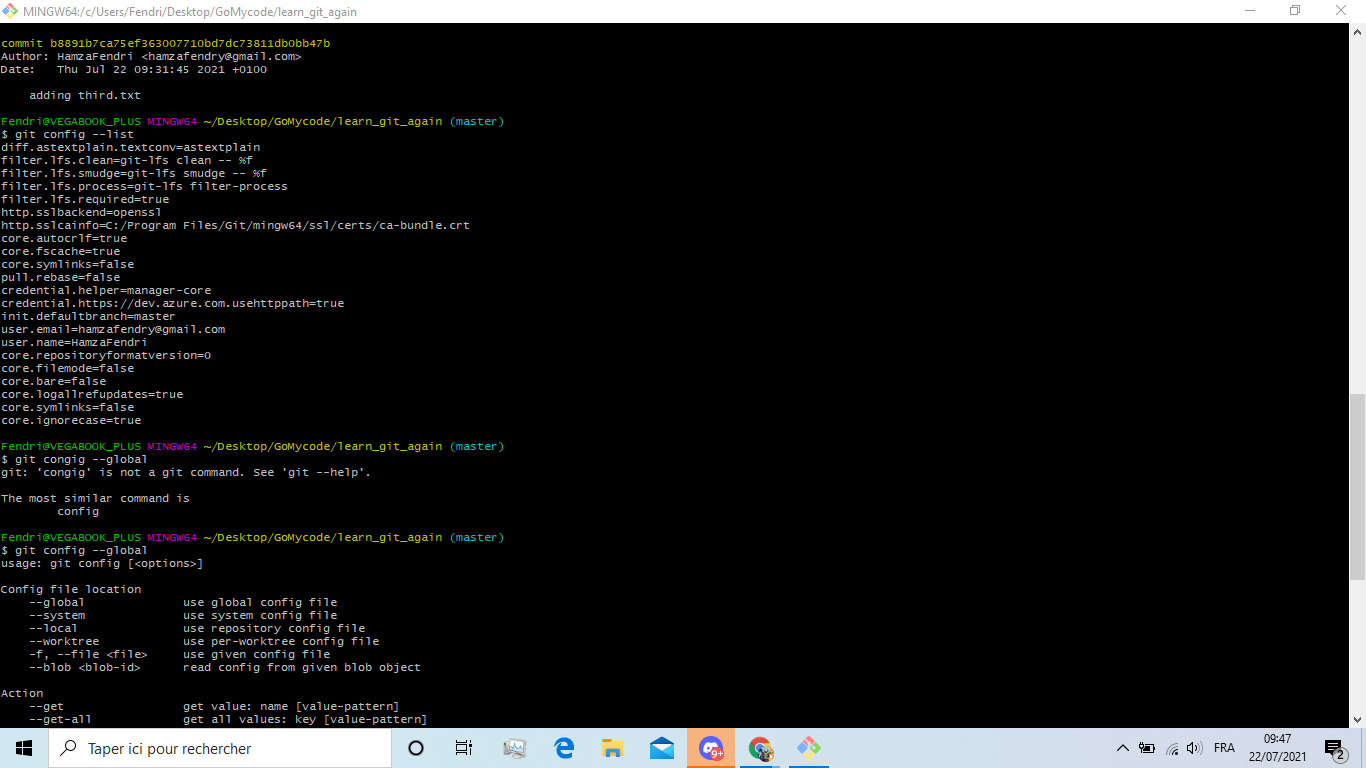 MINGW64:/c/Users/Fendri/Desktop/GoMycode/learn_git_again
commit b8891b7ca75ef363007710bd7dc73811db0bb47b
Author: HamzaFendri <hamzafendry@gmail.com>
Date:   Thu Jul 22 09:31:45 2021 +0100
adding third.txt
Fendri@VEGABOOK_PLUS MINGW64 ~/Desktop/GoMycode/learn_git_again (master)
$ git config --list
diff.astextplain.textconv=astextplain
filter.lfs.clean=git-lfs clean -- %f
filter.lfs.smudge=git-lfs smudge -- %f
filter.lfs.process=git-lfs filter-process
filter.lfs.required=true
http.sslbackend=openssl
http.sslcainfo=C:/Program Files/Git/mingw64/ssl/certs/ca-bundle.crt
core.autocrlf=true
core.fscache=true
core.symlinks=false
pull.rebase=false
credential.helper=manager-core
credential.https://dev.azure.com.usehttppath=true
init.defaultbranch=master
user.email=hamzafendry@gmail.com
user.name=HamzaFendri
core.repositoryformatversion=0
core.filemode=false
core.bare=false
core.logallrefupdates=true
core.symlinks=false
core.ignorecase=true
Fendri@VEGABOOK_PLUS MINGW64 ~/Desktop/GoMycode/learn_git_again (master)
$ git congig --global
git: 'congig' is not a git command. See 'git --help'.
The most similar command is
config
Fendri@VEGABOOK_PLUS MINGW64 ~/Desktop/GoMycode/learn_git_again (master)
$ git config --global
usage: git config [<options>]
Config file location
--global              use global config file
--system              use system config file
--local               use repository config file
--worktree            use per-worktree config file
-f, --file <file>     use given config file
--blob <blob-id>      read config from given blob object
Action
--get                 get value: name [value-pattern]
--get-all             get all values: key [value-pattern]
Taper ici pour rechercher
9+
FRA
09:47
22/07/2021
2